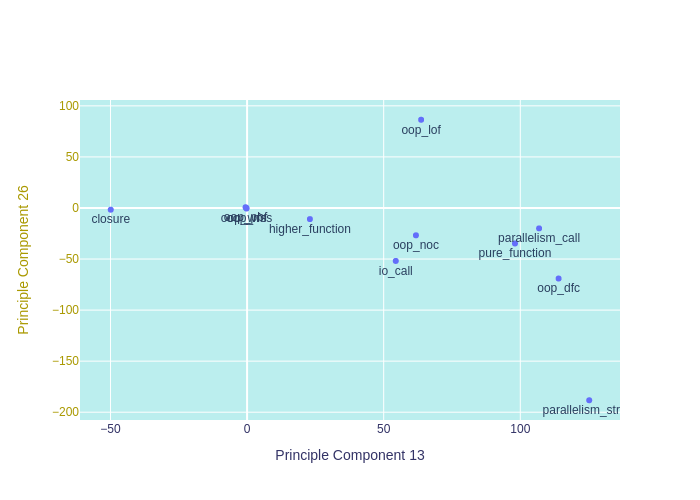 100
50
0
−50
−100
−150
−200
Principle Component 26
oop_lof
closure
higher_function
oop_noc
parallelism_call
pure_function
io_call
oop_dfc
parallelism_str
−50
0
50
100
Principle Component 13